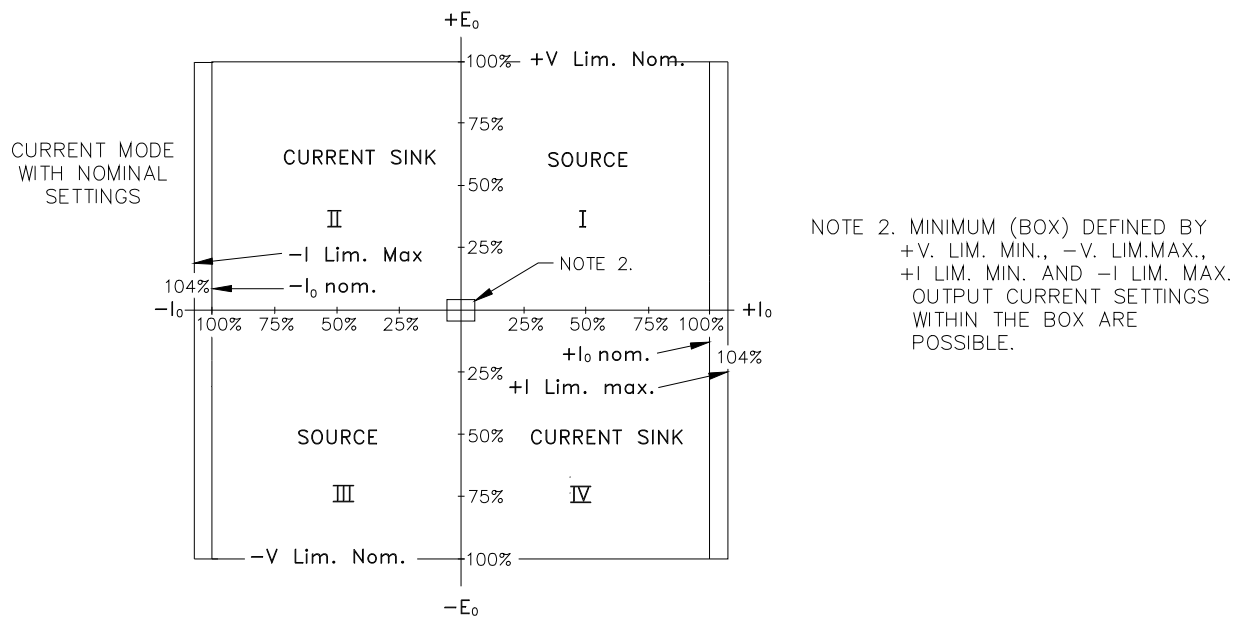 +E₀
100%
+V Lim. Nom.
75%
CURRENT MODE
WITH NOMINAL
SETTINGS
CURRENT SINK
SOURCE
50%
II
I
25%
-I Lim. Max
NOTE 2.
104%
-I₀ nom.
-I₀
100%
75%
50%
25%
25%
50%
75%
100%
+I₀
+I₀ nom.
104%
25%
+I Lim. max.
SOURCE
50%
CURRENT SINK
III
75%
IV
-V Lim. Nom.
100%
-E₀
NOTE 2. MINIMUM (BOX) DEFINED BY
+V. LIM. MIN., -V. LIM.MAX.,
+I LIM. MIN. AND -I LIM. MAX.
OUTPUT CURRENT SETTINGS
WITHIN THE BOX ARE
POSSIBLE.